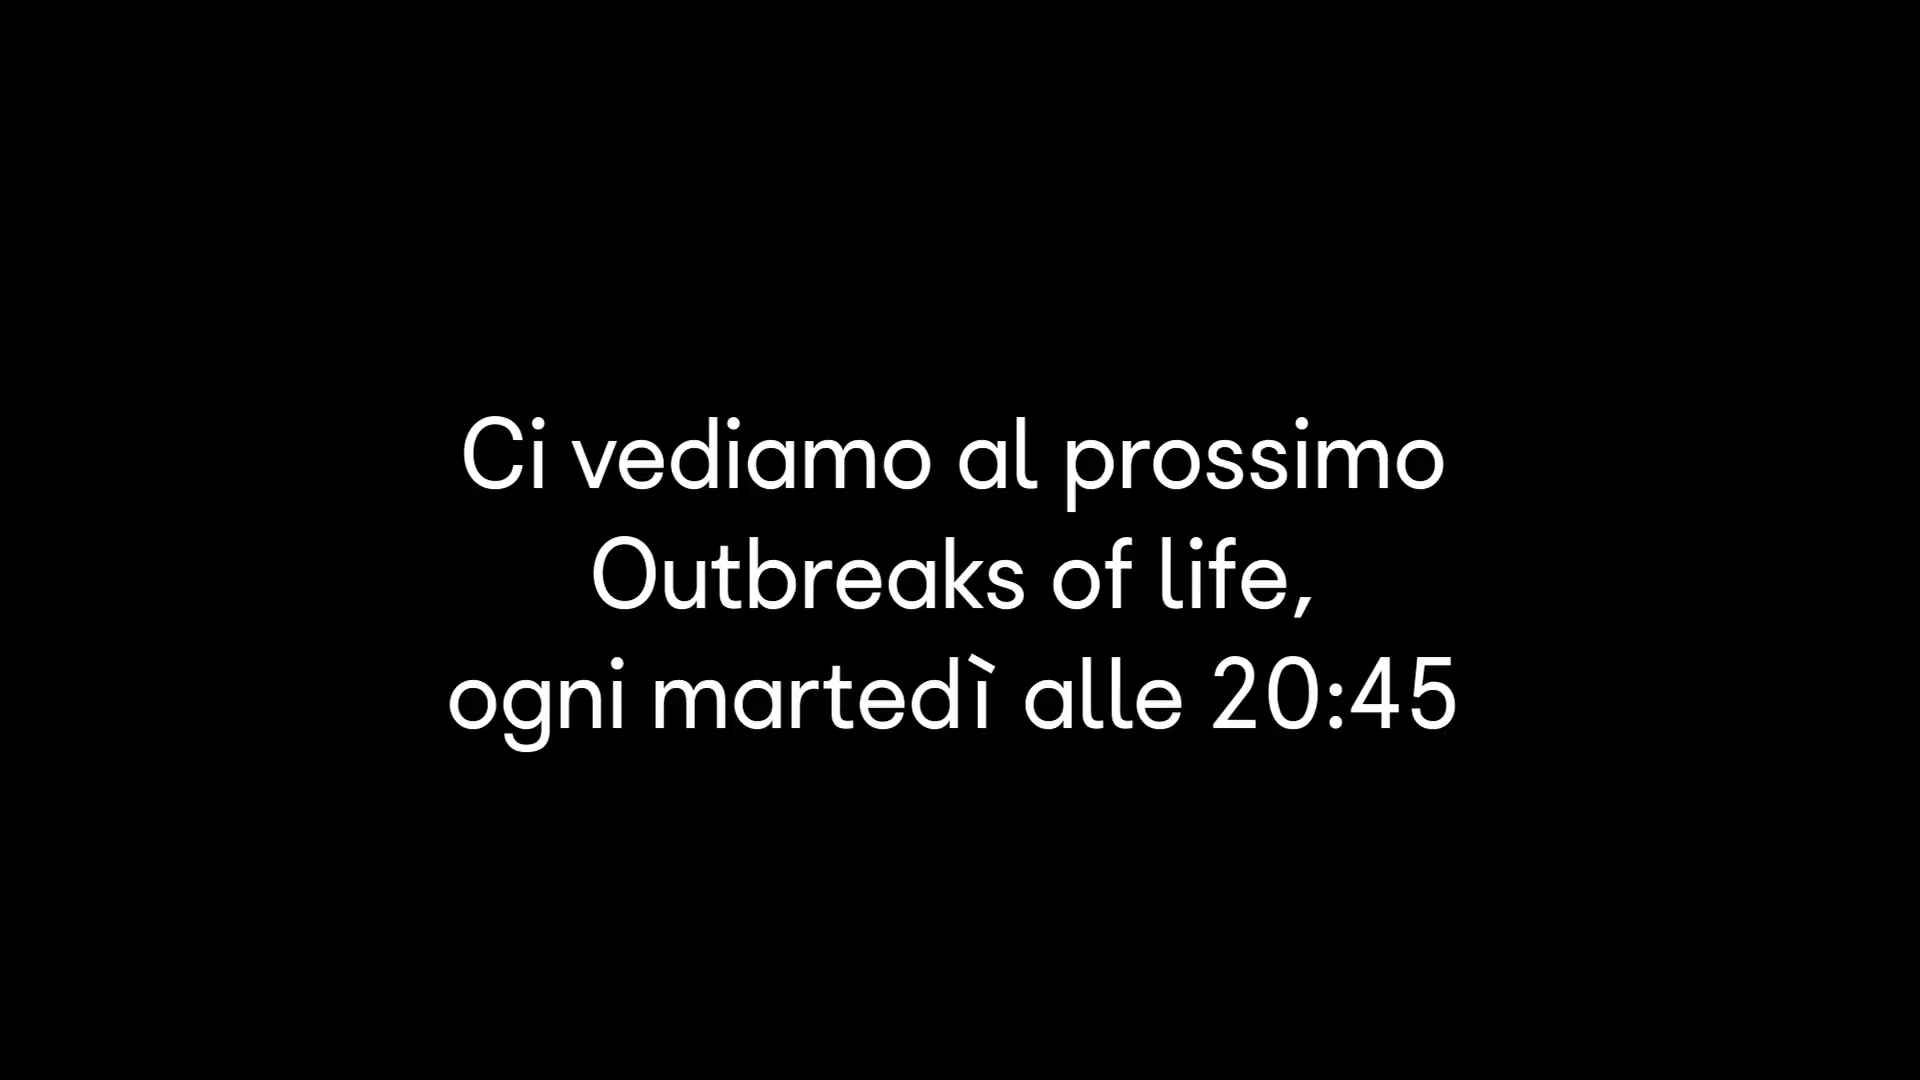 Ci vediamo al prossimo
Outbreaks of life,
ogni martedì alle 20:45